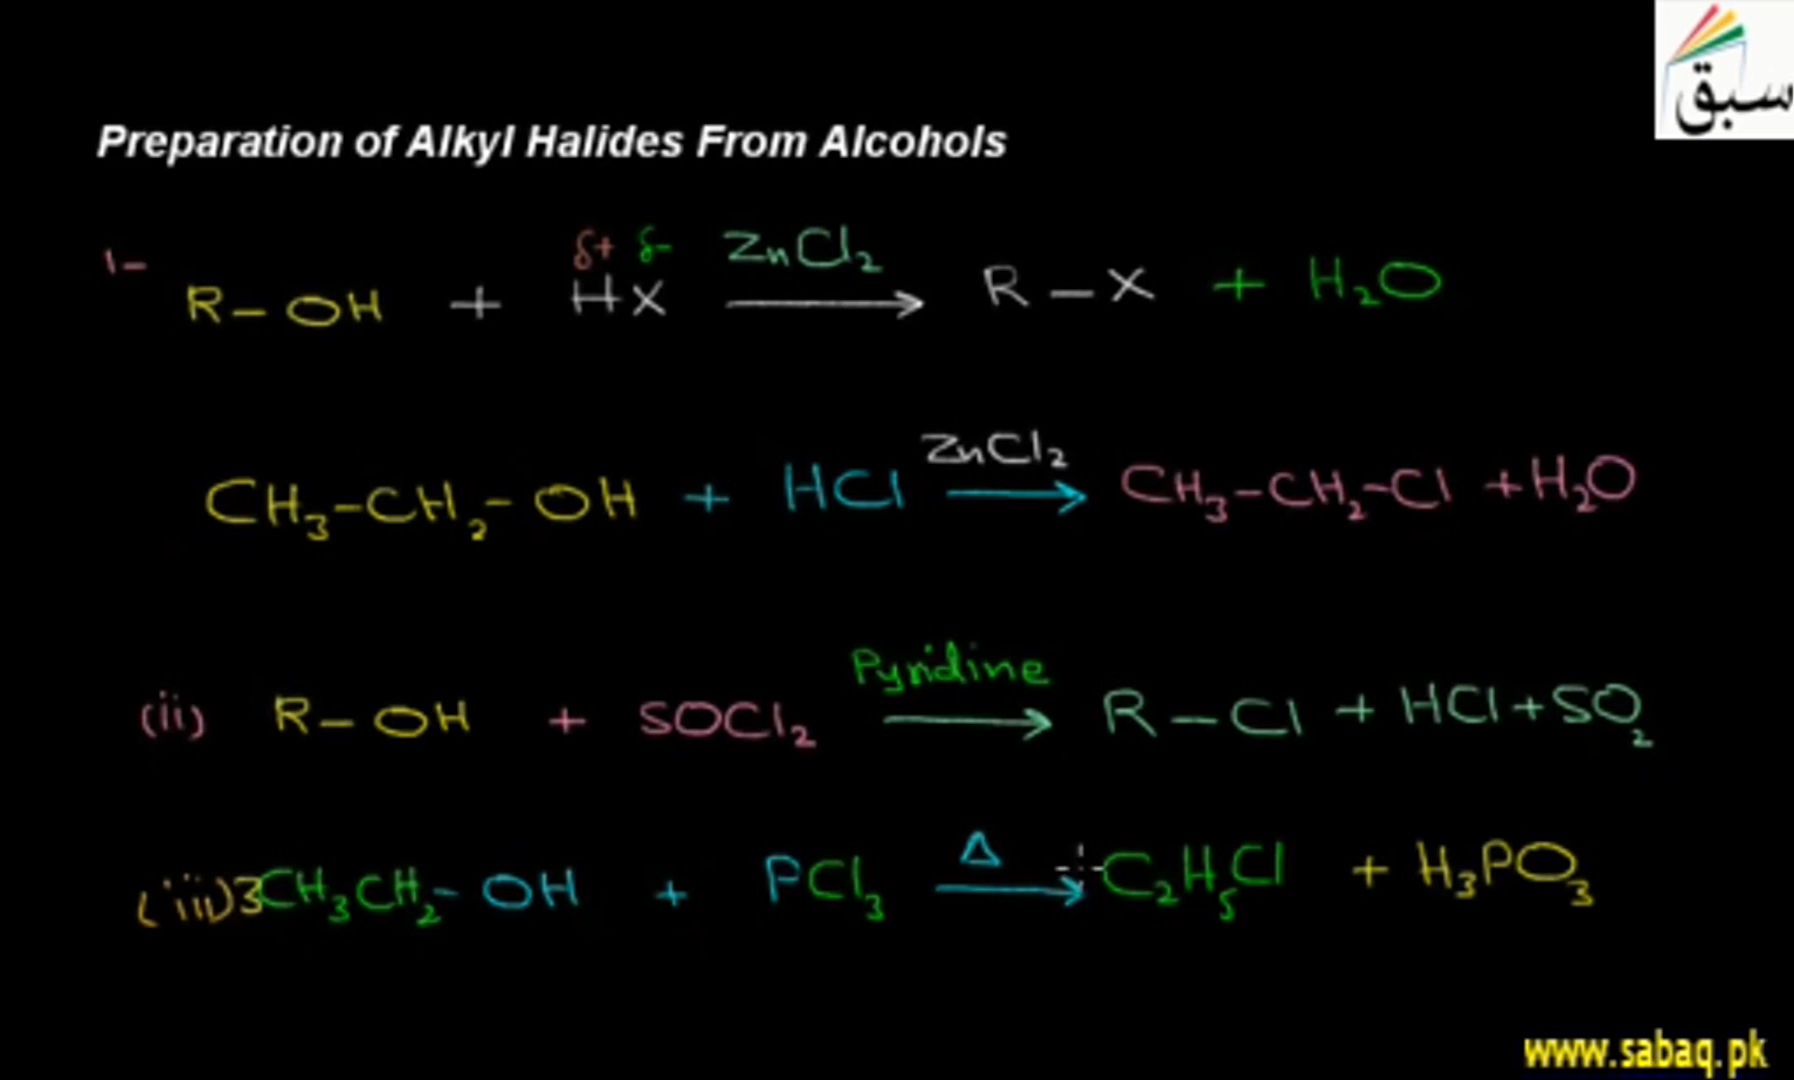 سبق
Preparation of Alkyl Halides From Alcohols
δ+ δ- ZnCl₂
1- R-OH + HX → R-X + H₂O
ZnCl₂
CH₃-CH₂-OH + HCl → CH₃-CH₂-Cl + H₂O
Pyridine
(ii) R-OH + SOCl₂ → R-Cl + HCl + SO₂
Δ
(iii) 3CH₃CH₂-OH + PCl₃ → C₂H₅Cl + H₃PO₃
www.sabaq.pk